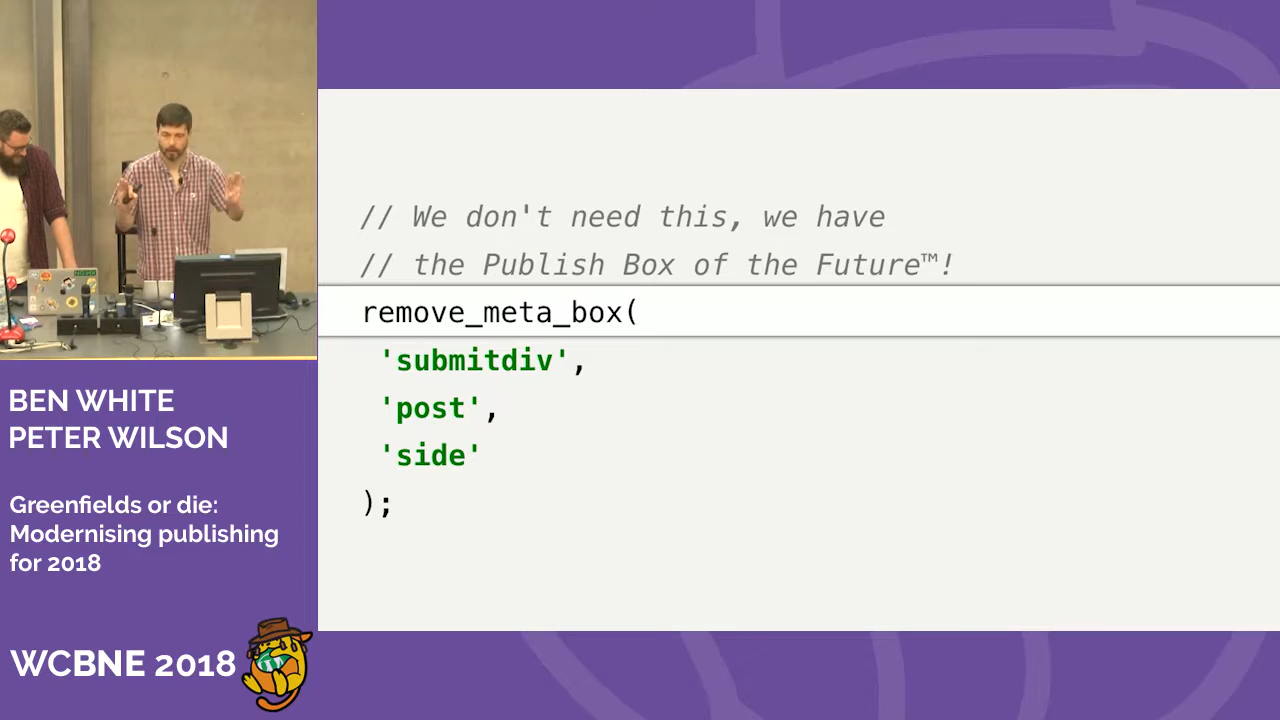 // We don't need this, we have
// the Publish Box of the Future™!
remove_meta_box(
'submitdiv',
'post',
'side'
);
BEN WHITE
PETER WILSON
Greenfields or die:
Modernising publishing
for 2018
WCBNE 2018